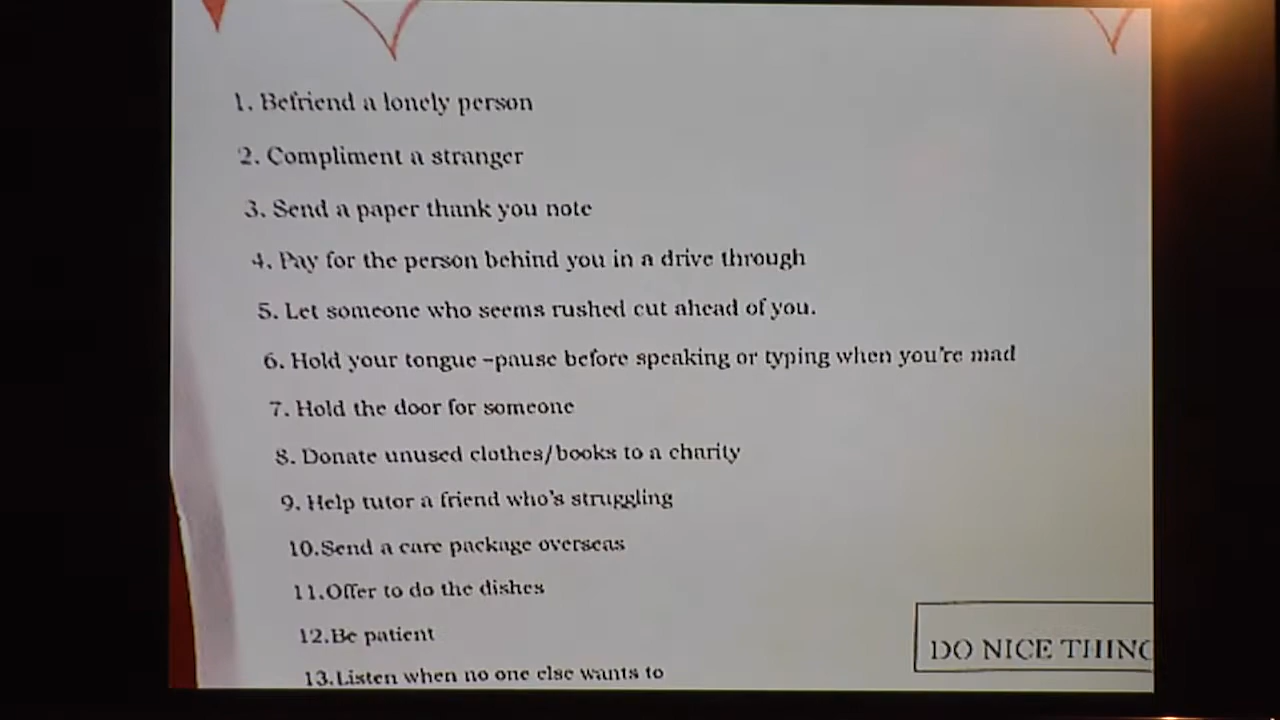 1. Befriend a lonely person
2. Compliment a stranger
3. Send a paper thank you note
4. Pay for the person behind you in a drive through
5. Let someone who seems rushed cut ahead of you.
6. Hold your tongue –pause before speaking or typing when you're mad
7. Hold the door for someone
8. Donate unused clothes/books to a charity
9. Help tutor a friend who's struggling
10.Send a care package overseas
11.Offer to do the dishes
12.Be patient
13.Listen when no one else wants to
DO NICE THING